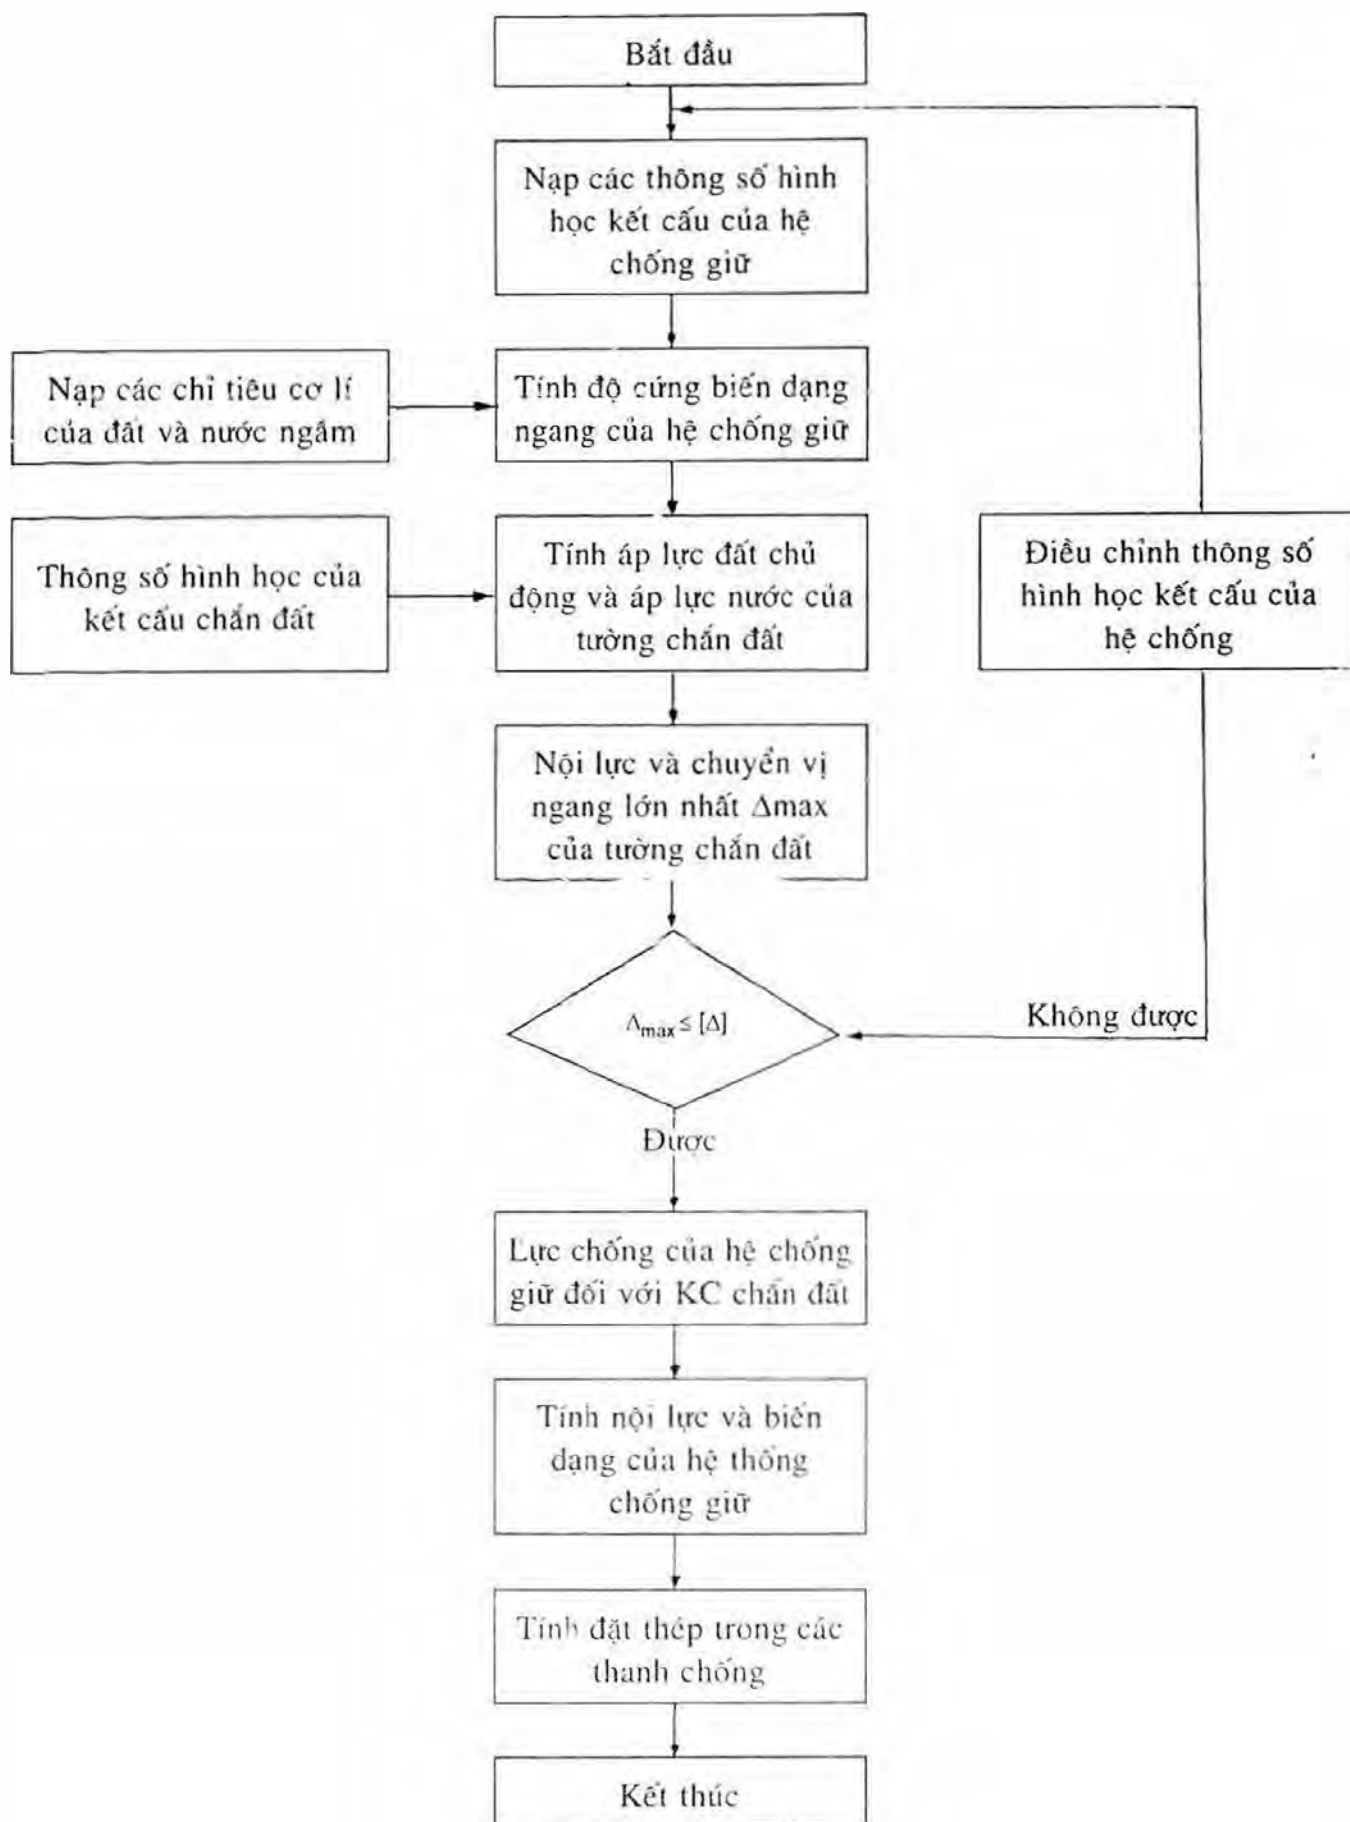 Bắt đầu
Nạp các thông số hình
học kết cấu của hệ
chống giữ
Nạp các chỉ tiêu cơ lí
của đất và nước ngầm
Tính độ cứng biến dạng
ngang của hệ chống giữ
Thông số hình học của
kết cấu chắn đất
Tính áp lực đất chủ
động và áp lực nước của
tường chắn đất
Điều chỉnh thông số
hình học kết cấu của
hệ chống
Nội lực và chuyển vị
ngang lớn nhất Δmax
của tường chắn đất
Δmax ≤ [Δ]
Không được
Được
Lực chống của hệ chống
giữ đối với KC chắn đất
Tính nội lực và biến
dạng của hệ thống
chống giữ
Tính đặt thép trong các
thanh chống
Kết thúc